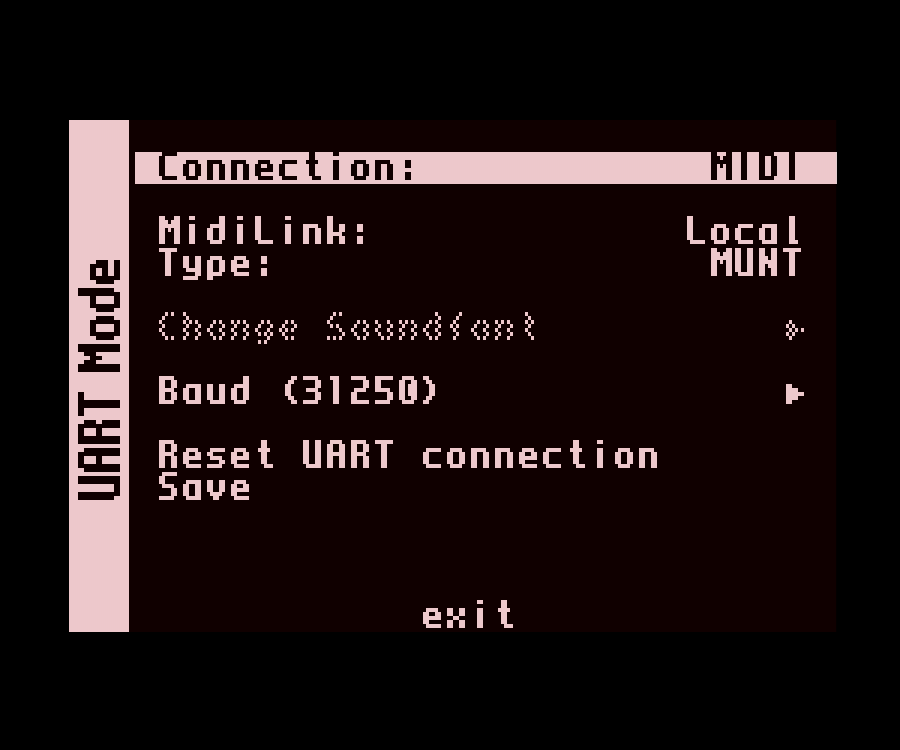 UART Mode
Connection: MIDI
MidiLink: Local
Type: MUNT
Change Soundfont ▸
Baud (31250) ▸
Reset UART connection
Save
exit